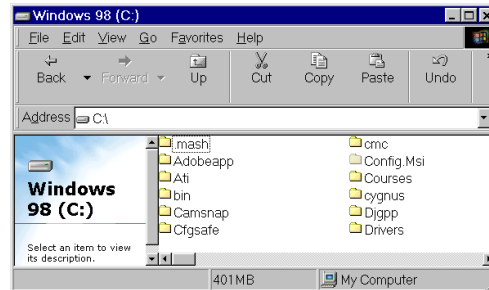 Windows 98 (C:)
File Edit View Go Favorites Help
Back Forward Up Cut Copy Paste Undo
Address C:\
.mash
Adobeapp
Ati
bin
Camsnap
Cfgsafe
cmc
Config.Msi
Courses
cygnus
Djgpp
Drivers
Windows
98 (C:)
Select an item to view
its description.
401MB My Computer